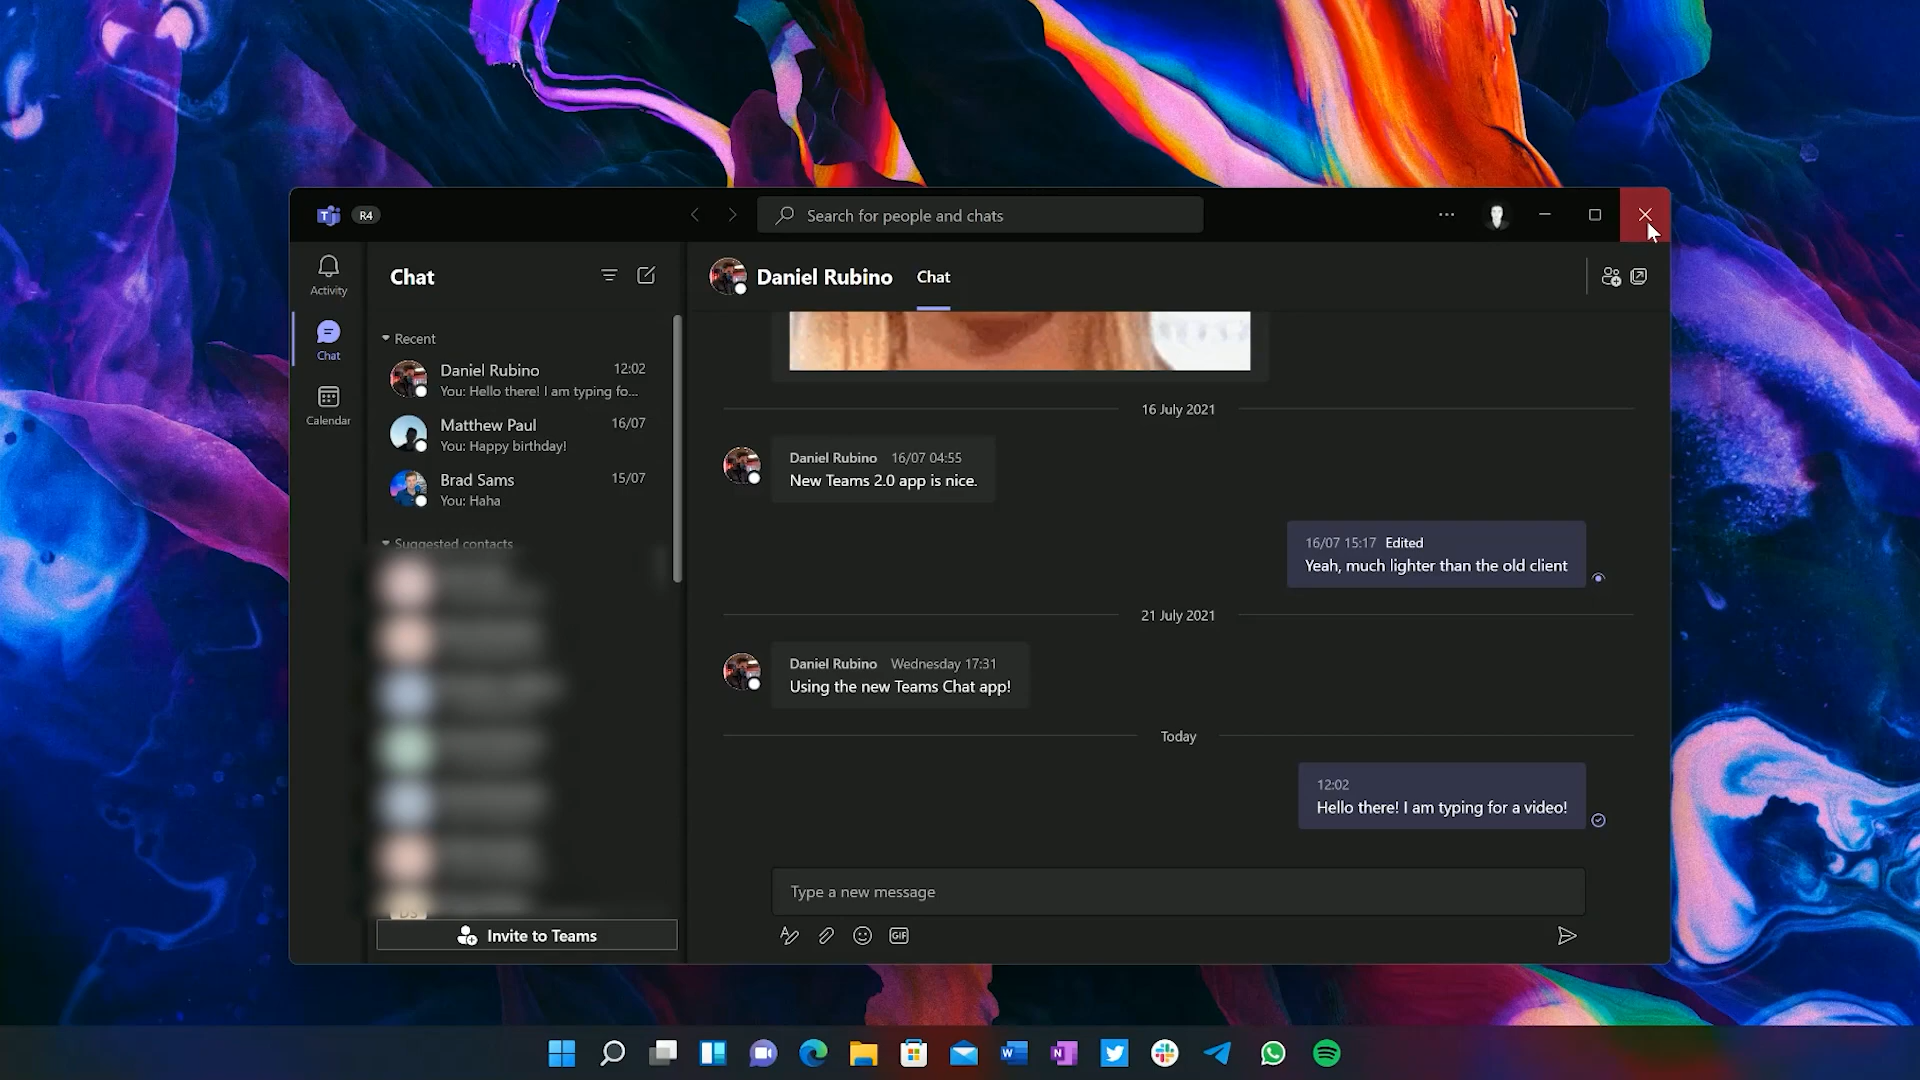 R4
Search for people and chats
Activity
Chat
Calendar
Chat
Recent
Daniel Rubino 12:02
You: Hello there! I am typing fo...
Matthew Paul 16/07
You: Happy birthday!
Brad Sams 15/07
You: Haha
Suggested contacts
DS
Invite to Teams
Daniel Rubino Chat
16 July 2021
Daniel Rubino 16/07 04:55
New Teams 2.0 app is nice.
16/07 15:17 Edited
Yeah, much lighter than the old client
21 July 2021
Daniel Rubino Wednesday 17:31
Using the new Teams Chat app!
Today
12:02
Hello there! I am typing for a video!
Type a new message
GIF